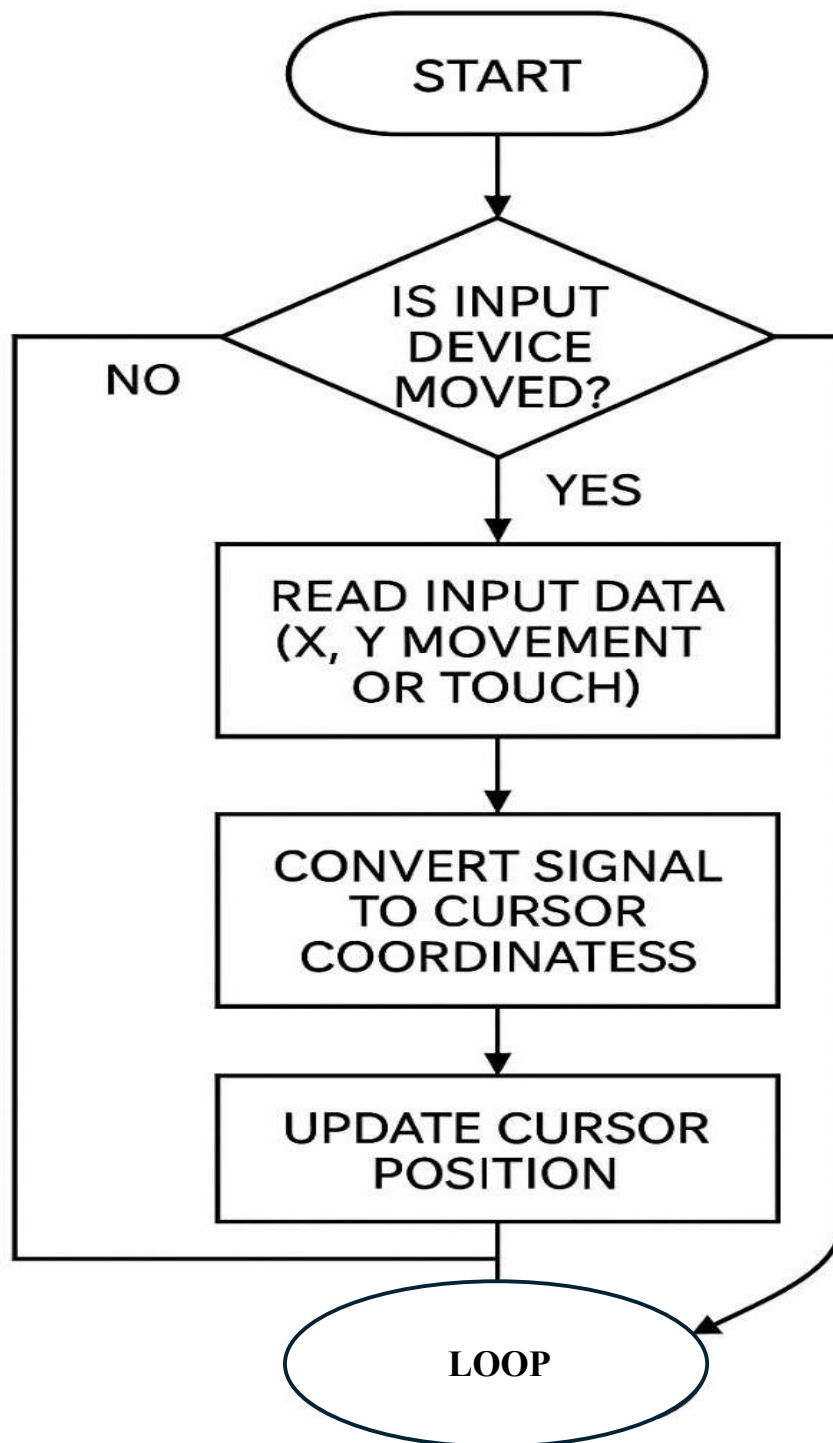 START
IS INPUT
DEVICE
MOVED?
NO
YES
READ INPUT DATA
(X, Y MOVEMENT
OR TOUCH)
CONVERT SIGNAL
TO CURSOR
COORDINATESS
UPDATE CURSOR
POSITION
LOOP